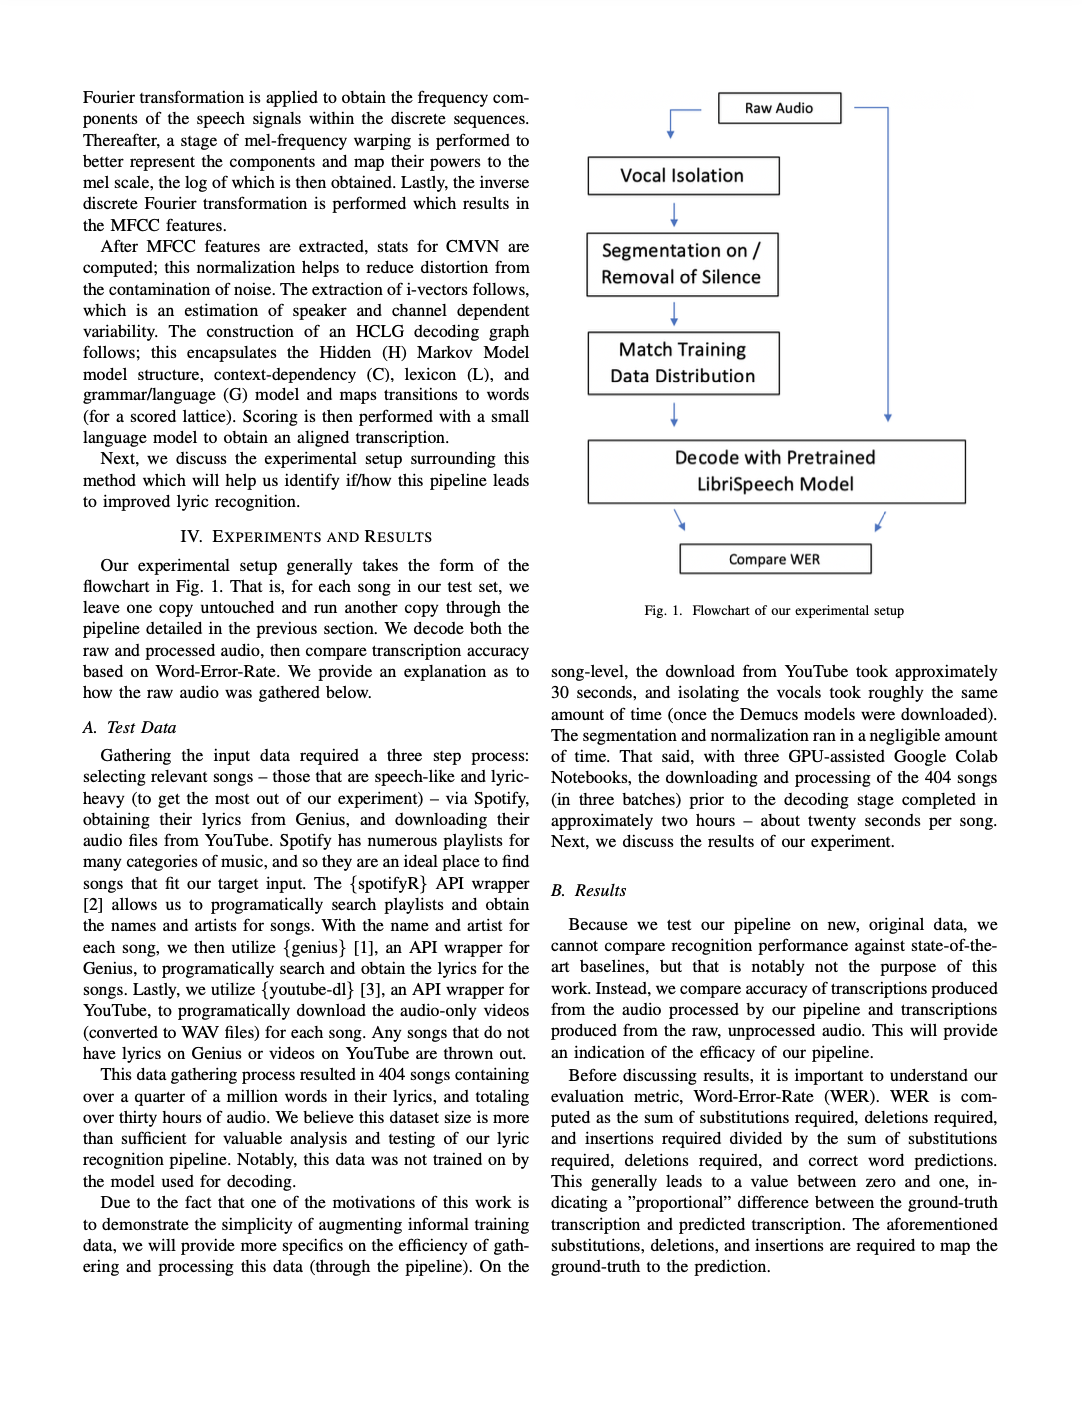 Fourier transformation is applied to obtain the frequency com-
ponents of the speech signals within the discrete sequences.
Thereafter, a stage of mel-frequency warping is performed to
better represent the components and map their powers to the
mel scale, the log of which is then obtained. Lastly, the inverse
discrete Fourier transformation is performed which results in
the MFCC features.
After MFCC features are extracted, stats for CMVN are
computed; this normalization helps to reduce distortion from
the contamination of noise. The extraction of i-vectors follows,
which is an estimation of speaker and channel dependent
variability. The construction of an HCLG decoding graph
follows; this encapsulates the Hidden (H) Markov Model
model structure, context-dependency (C), lexicon (L), and
grammar/language (G) model and maps transitions to words
(for a scored lattice). Scoring is then performed with a small
language model to obtain an aligned transcription.
Next, we discuss the experimental setup surrounding this
method which will help us identify if/how this pipeline leads
to improved lyric recognition.
IV. EXPERIMENTS AND RESULTS
Our experimental setup generally takes the form of the
flowchart in Fig. 1. That is, for each song in our test set, we
leave one copy untouched and run another copy through the
pipeline detailed in the previous section. We decode both the
raw and processed audio, then compare transcription accuracy
based on Word-Error-Rate. We provide an explanation as to
how the raw audio was gathered below.
A. Test Data
Gathering the input data required a three step process:
selecting relevant songs – those that are speech-like and lyric-
heavy (to get the most out of our experiment) – via Spotify,
obtaining their lyrics from Genius, and downloading their
audio files from YouTube. Spotify has numerous playlists for
many categories of music, and so they are an ideal place to find
songs that fit our target input. The {spotifyR} API wrapper
[2] allows us to programatically search playlists and obtain
the names and artists for songs. With the name and artist for
each song, we then utilize {genius} [1], an API wrapper for
Genius, to programatically search and obtain the lyrics for the
songs. Lastly, we utilize {youtube-dl} [3], an API wrapper for
YouTube, to programatically download the audio-only videos
(converted to WAV files) for each song. Any songs that do not
have lyrics on Genius or videos on YouTube are thrown out.
This data gathering process resulted in 404 songs containing
over a quarter of a million words in their lyrics, and totaling
over thirty hours of audio. We believe this dataset size is more
than sufficient for valuable analysis and testing of our lyric
recognition pipeline. Notably, this data was not trained on by
the model used for decoding.
Due to the fact that one of the motivations of this work is
to demonstrate the simplicity of augmenting informal training
data, we will provide more specifics on the efficiency of gath-
ering and processing this data (through the pipeline). On the
Raw Audio
Vocal Isolation
Segmentation on /
Removal of Silence
Match Training
Data Distribution
Decode with Pretrained
LibriSpeech Model
Compare WER
Fig. 1. Flowchart of our experimental setup
song-level, the download from YouTube took approximately
30 seconds, and isolating the vocals took roughly the same
amount of time (once the Demucs models were downloaded).
The segmentation and normalization ran in a negligible amount
of time. That said, with three GPU-assisted Google Colab
Notebooks, the downloading and processing of the 404 songs
(in three batches) prior to the decoding stage completed in
approximately two hours – about twenty seconds per song.
Next, we discuss the results of our experiment.
B. Results
Because we test our pipeline on new, original data, we
cannot compare recognition performance against state-of-the-
art baselines, but that is notably not the purpose of this
work. Instead, we compare accuracy of transcriptions produced
from the audio processed by our pipeline and transcriptions
produced from the raw, unprocessed audio. This will provide
an indication of the efficacy of our pipeline.
Before discussing results, it is important to understand our
evaluation metric, Word-Error-Rate (WER). WER is com-
puted as the sum of substitutions required, deletions required,
and insertions required divided by the sum of substitutions
required, deletions required, and correct word predictions.
This generally leads to a value between zero and one, in-
dicating a ”proportional” difference between the ground-truth
transcription and predicted transcription. The aforementioned
substitutions, deletions, and insertions are required to map the
ground-truth to the prediction.